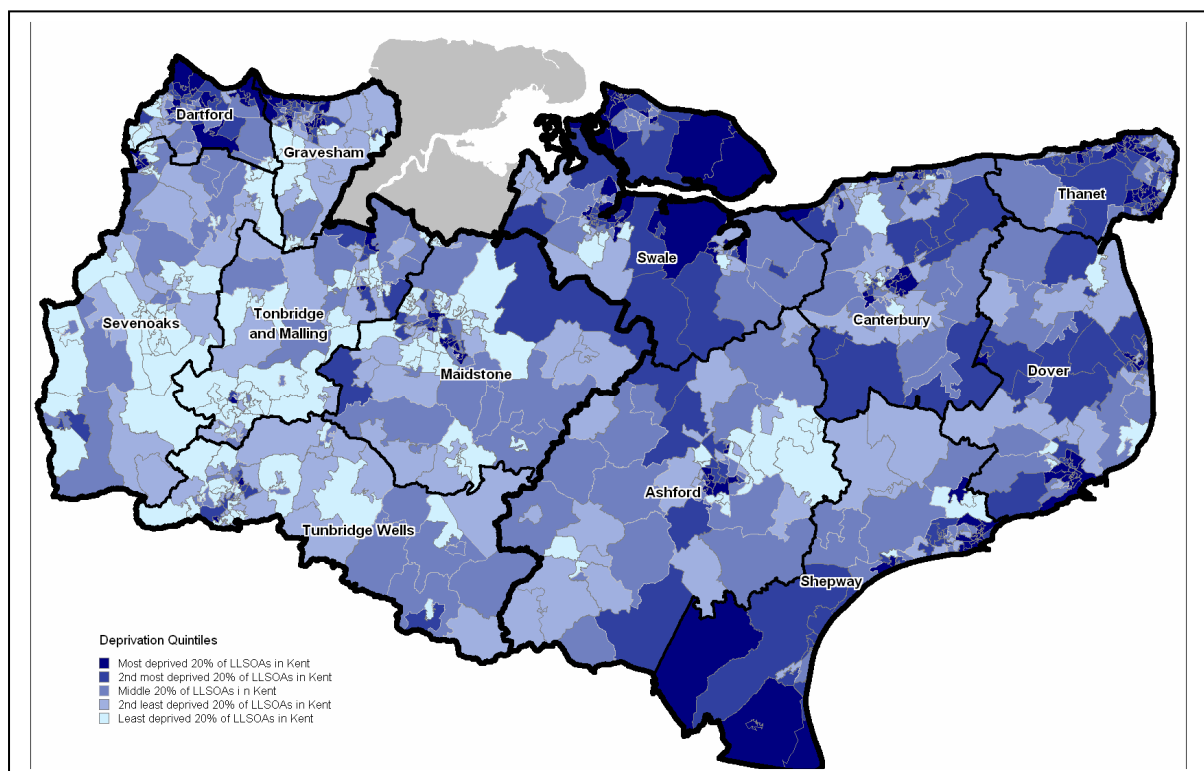 Dartford
Gravesham
Thanet
Swale
Sevenoaks
Tonbridge
and Malling
Canterbury
Maidstone
Dover
Ashford
Tunbridge Wells
Shepway
Deprivation Quintiles
Most deprived 20% of LLSOAs in Kent
2nd most deprived 20% of LLSOAs in Kent
Middle 20% of LLSOAs i n Kent
2nd least deprived 20% of LLSOAs in Kent
Least deprived 20% of LLSOAs in Kent